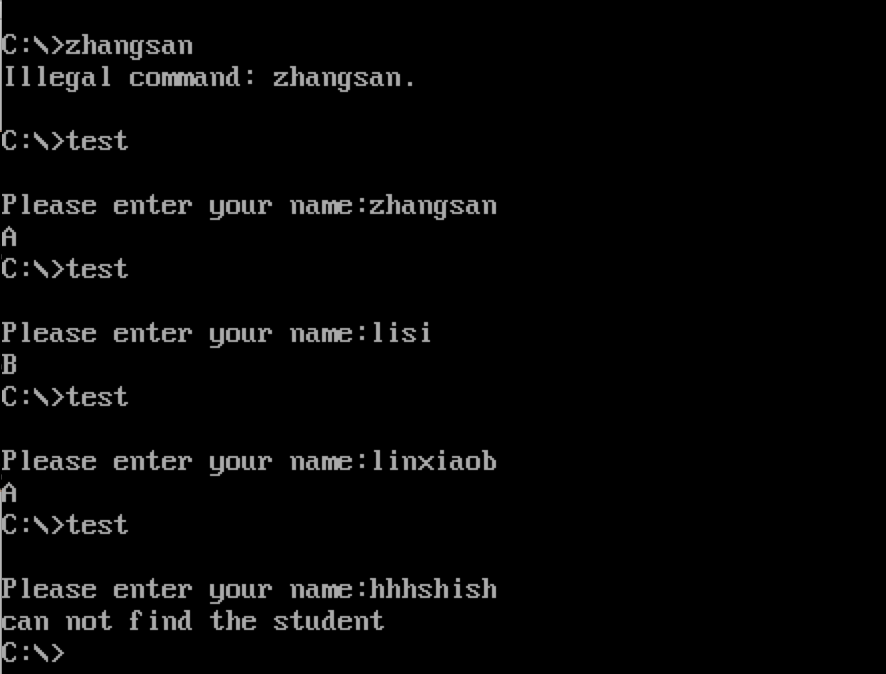 C:\>zhangsan
Illegal command: zhangsan.
C:\>test
Please enter your name:zhangsan
A
C:\>test
Please enter your name:lisi
B
C:\>test
Please enter your name:linxiaob
A
C:\>test
Please enter your name:hhhshish
can not find the student
C:\>